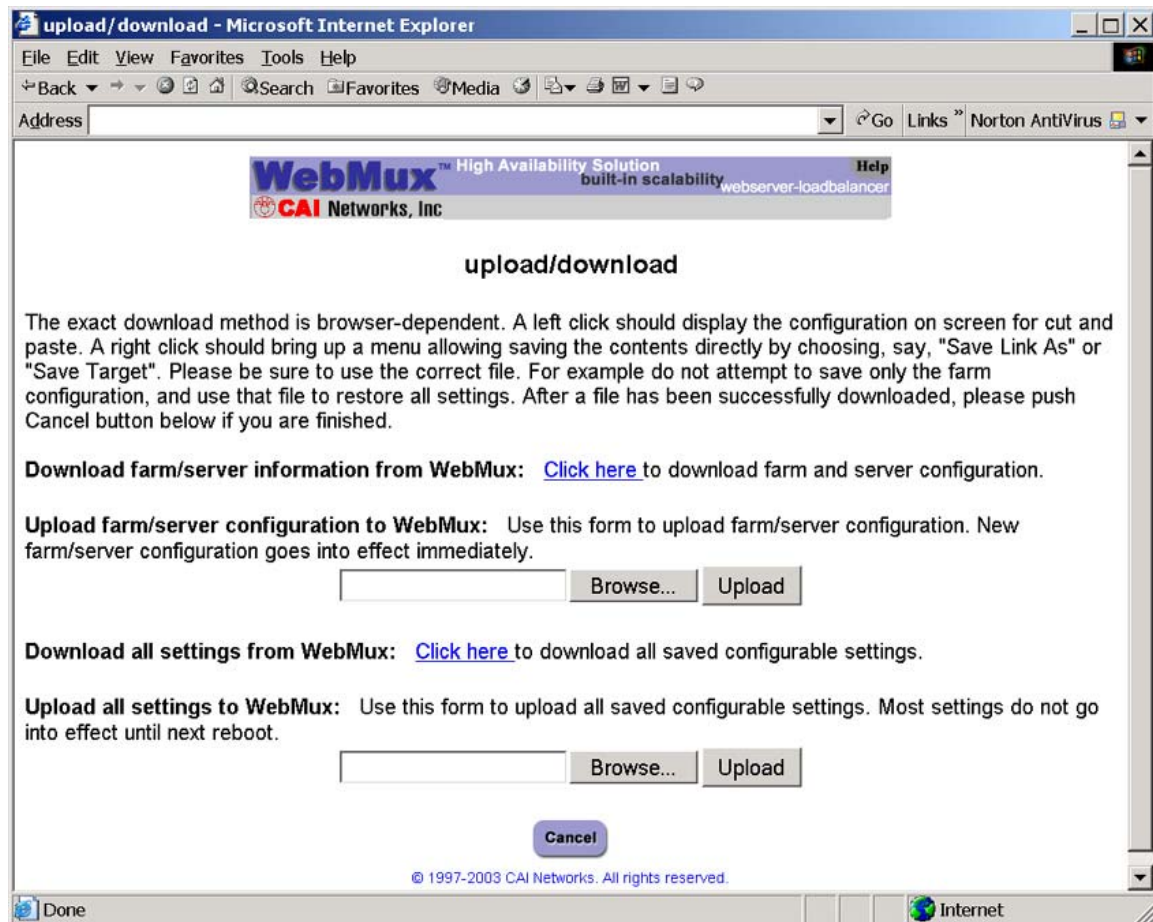 upload/download - Microsoft Internet Explorer
File Edit View Favorites Tools Help
Back Search Favorites Media
Address Go Links » Norton AntiVirus
WebMux™ High Availability Solution Help
built-in scalability
webserver-loadbalancer
CAI Networks, Inc
upload/download
The exact download method is browser-dependent. A left click should display the configuration on screen for cut and
paste. A right click should bring up a menu allowing saving the contents directly by choosing, say, "Save Link As" or
"Save Target". Please be sure to use the correct file. For example do not attempt to save only the farm
configuration, and use that file to restore all settings. After a file has been successfully downloaded, please push
Cancel button below if you are finished.
Download farm/server information from WebMux: Click here to download farm and server configuration.
Upload farm/server configuration to WebMux: Use this form to upload farm/server configuration. New
farm/server configuration goes into effect immediately.
Browse... Upload
Download all settings from WebMux: Click here to download all saved configurable settings.
Upload all settings to WebMux: Use this form to upload all saved configurable settings. Most settings do not go
into effect until next reboot.
Browse... Upload
Cancel
© 1997-2003 CAI Networks. All rights reserved.
Done Internet